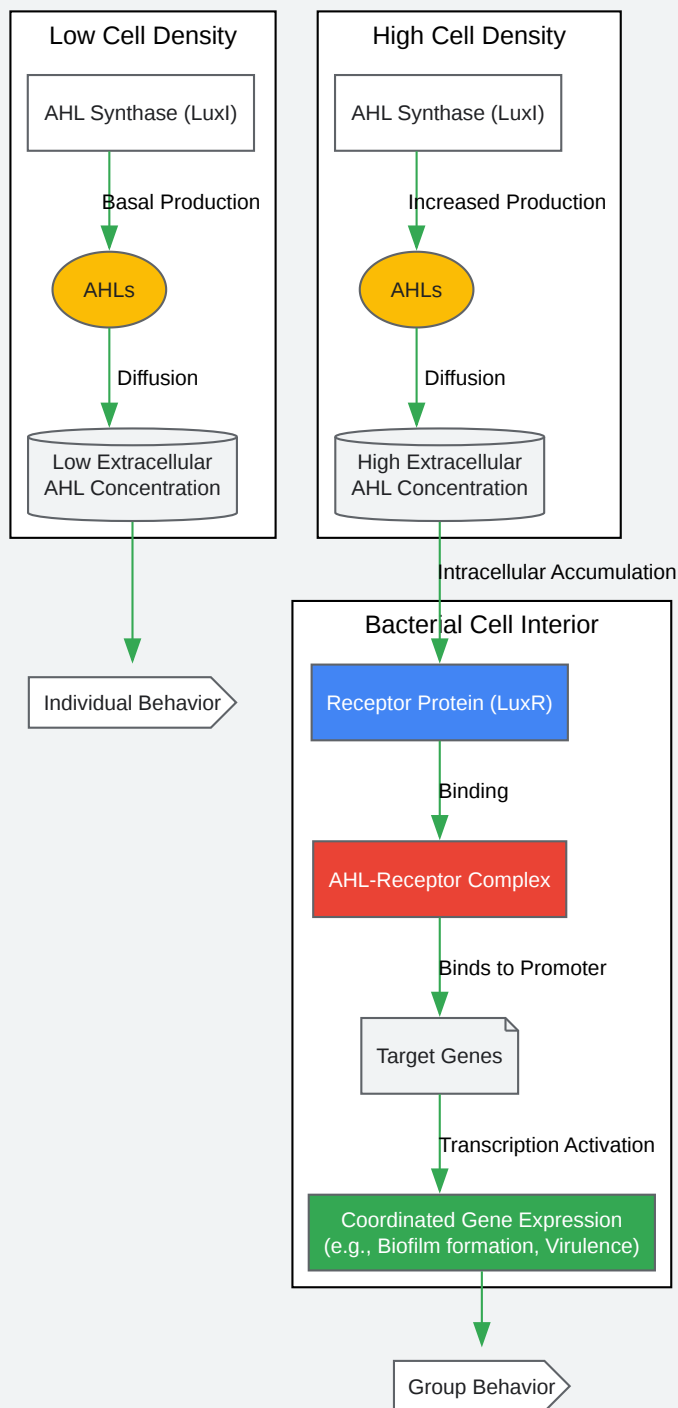 Low Cell Density
AHL Synthase (LuxI)
Basal Production
AHLs
Diffusion
Low Extracellular
AHL Concentration
Individual Behavior
High Cell Density
AHL Synthase (LuxI)
Increased Production
AHLs
Diffusion
High Extracellular
AHL Concentration
Intracellular Accumulation
Bacterial Cell Interior
Receptor Protein (LuxR)
Binding
AHL-Receptor Complex
Binds to Promoter
Target Genes
Transcription Activation
Coordinated Gene Expression
(e.g., Biofilm formation, Virulence)
Group Behavior